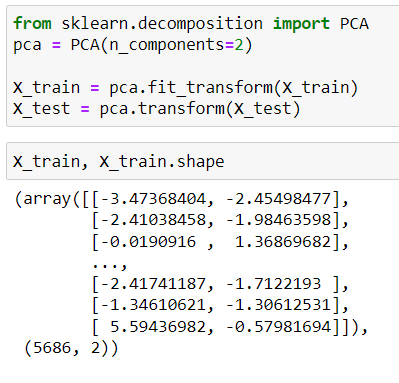 from sklearn.decomposition import PCA
pca = PCA(n_components=2)
X_train = pca.fit_transform(X_train)
X_test = pca.transform(X_test)
X_train, X_train.shape
(array([[-3.47368404, -2.45498477],
[-2.41038458, -1.98463598],
[-0.0190916 ,  1.36869682],
...,
[-2.41741187, -1.7122193 ],
[-1.34610621, -1.30612531],
[ 5.59436982, -0.57981694]]),
(5686, 2))